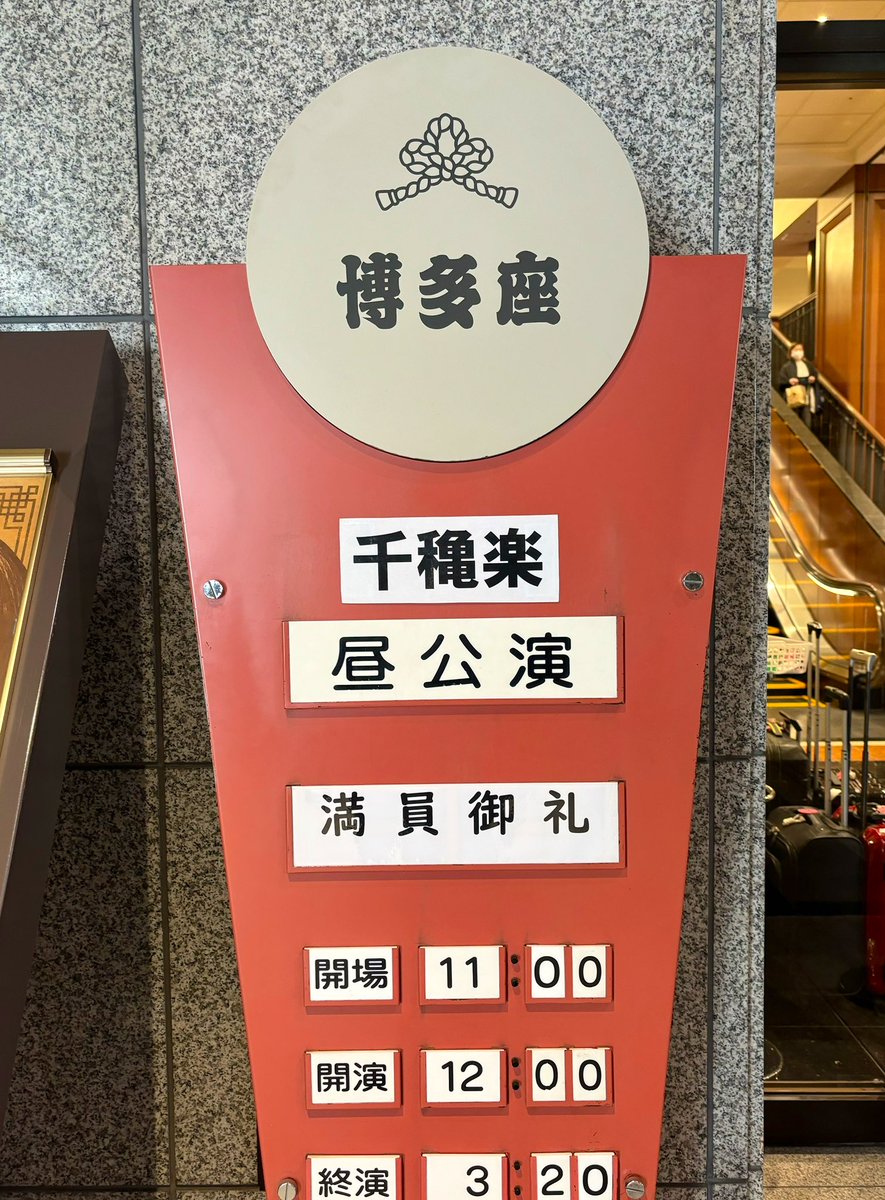 博多座
千穐楽
昼公演
満員御礼
開場 11:00
開演 12:00
終演 3:20